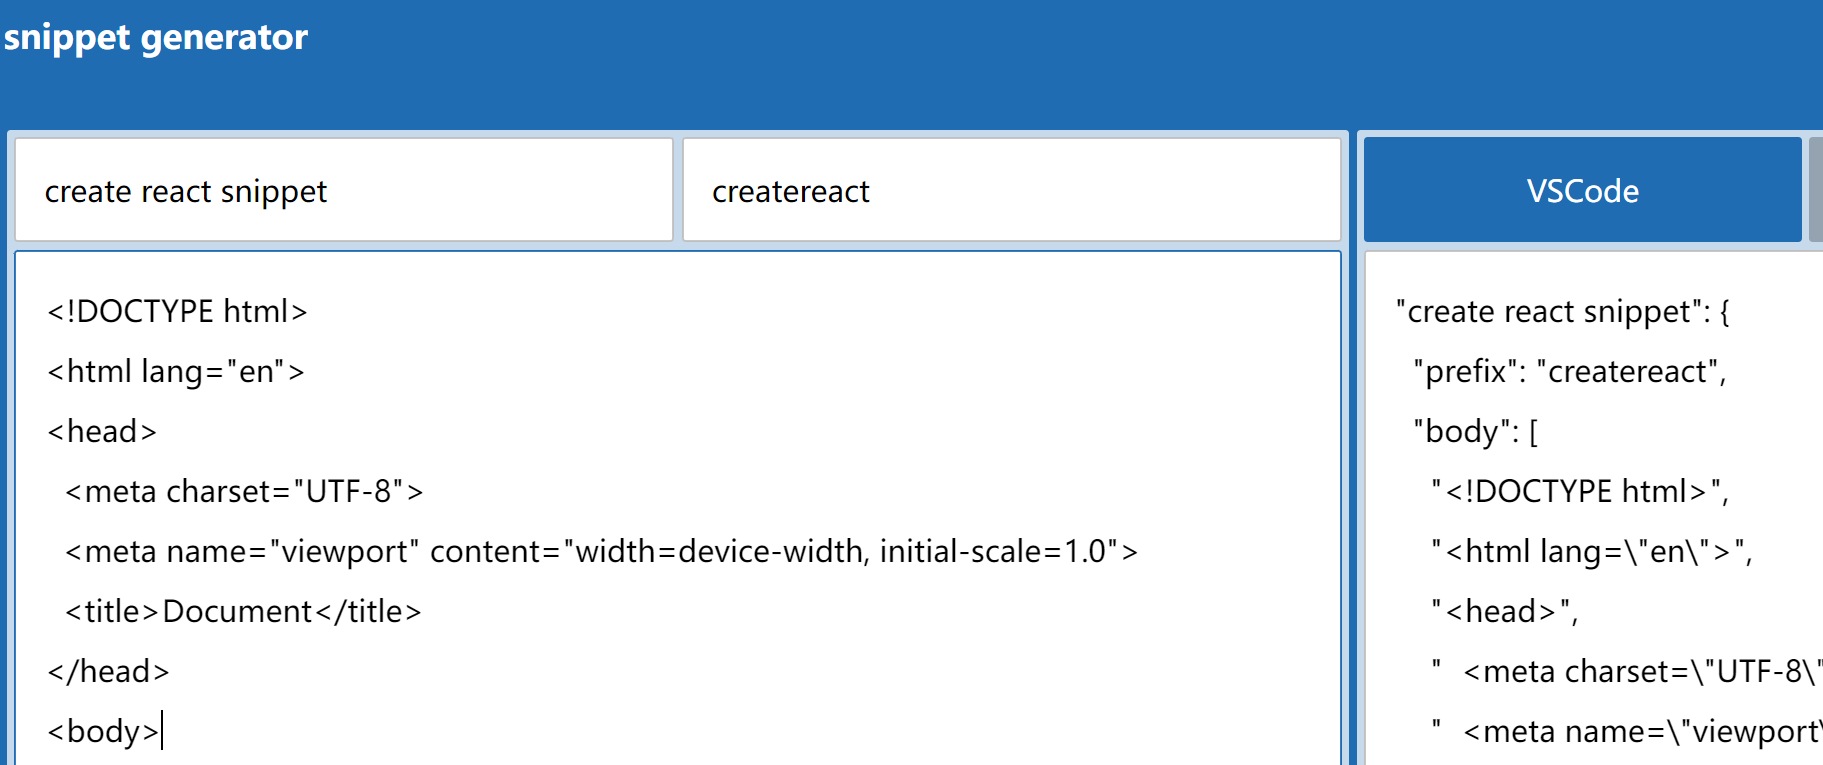 snippet generator
create react snippet
createreact
<!DOCTYPE html>
<html lang="en">
<head>
  <meta charset="UTF-8">
  <meta name="viewport" content="width=device-width, initial-scale=1.0">
  <title>Document</title>
</head>
<body>
VSCode
"create react snippet": {
  "prefix": "createreact",
  "body": [
    "<!DOCTYPE html>",
    "<html lang=\"en\">",
    "<head>",
    "  <meta charset=\"UTF-8\"
    "  <meta name=\"viewport\